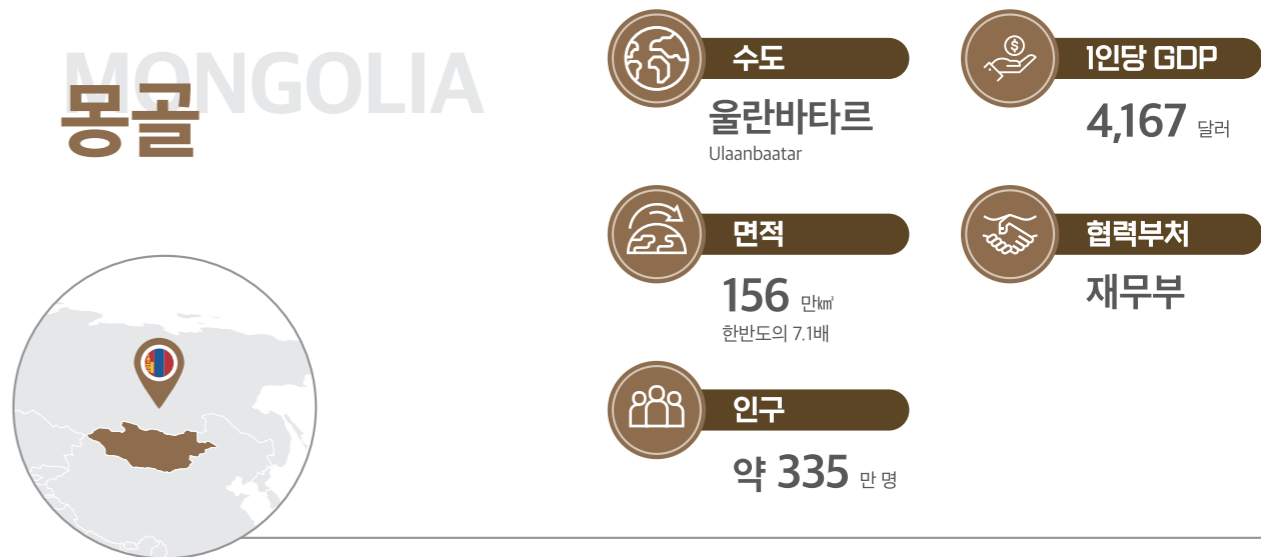 MONGOLIA
몽골
수도
울란바타르
Ulaanbaatar
1인당 GDP
4,167 달러
면적
156 만㎢
한반도의 7.1배
협력부처
재무부
인구
약 335 만 명